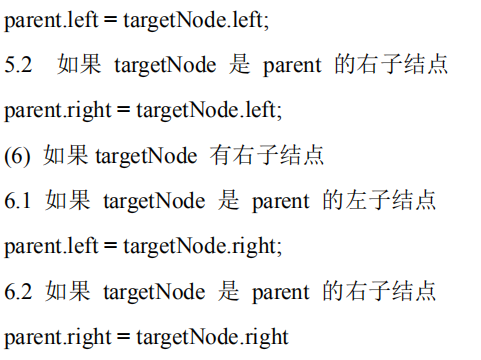 parent.left = targetNode.left;
5.2 如果 targetNode 是 parent 的右子结点
parent.right = targetNode.left;
(6) 如果 targetNode 有右子结点
6.1 如果 targetNode 是 parent 的左子结点
parent.left = targetNode.right;
6.2 如果 targetNode 是 parent 的右子结点
parent.right = targetNode.right